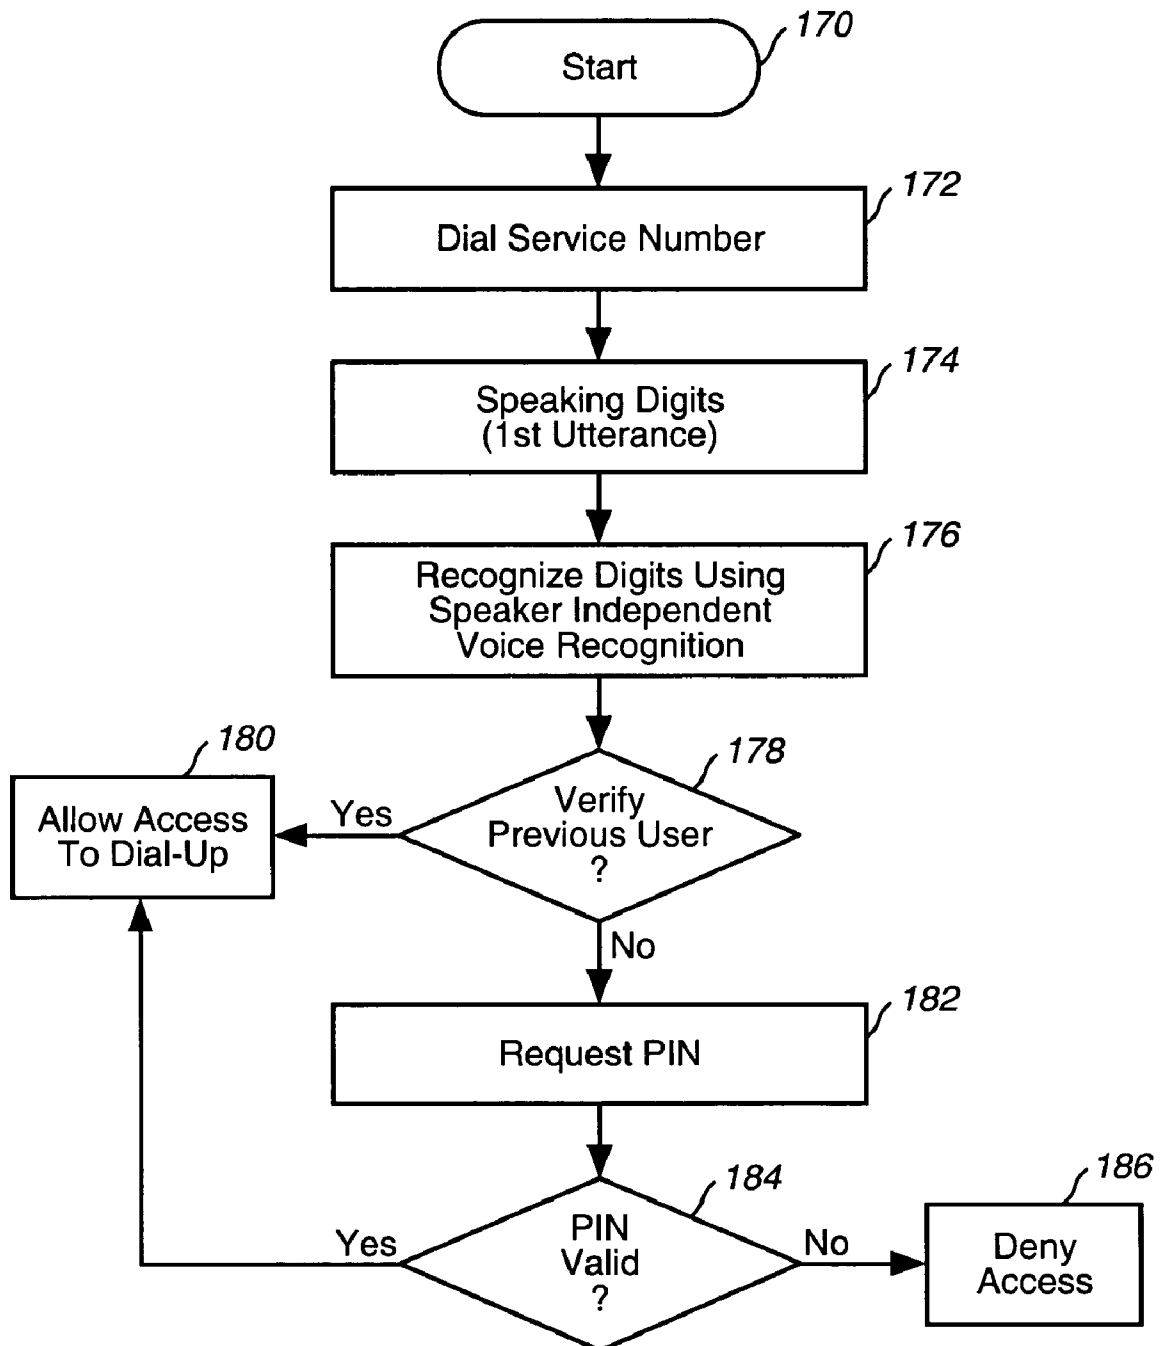 170
Start
172
Dial Service Number
174
Speaking Digits
(1st Utterance)
176
Recognize Digits Using
Speaker Independent
Voice Recognition
180
178
Allow Access
To Dial-Up
Yes
Verify
Previous User
?
No
182
Request PIN
184
186
Yes
PIN
Valid
?
No
Deny
Access